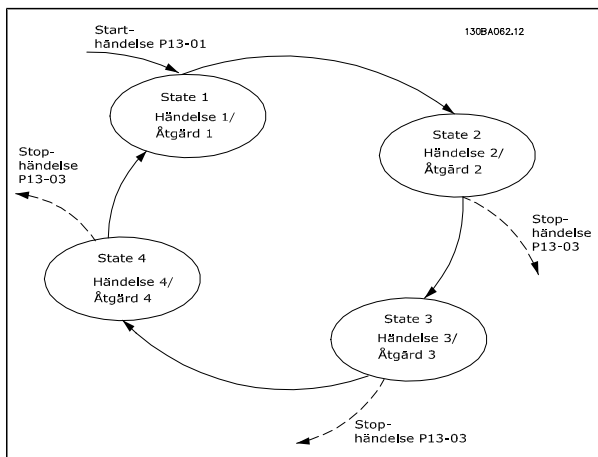 Start-
händelse P13-01
130BA062.12
State 1
Händelse 1/
Åtgärd 1
State 2
Händelse 2/
Åtgärd 2
Stop-
händelse
P13-03
Stop-
händelse
P13-03
State 4
Händelse 4/
Åtgärd 4
State 3
Händelse 3/
Åtgärd 3
Stop-
händelse P13-03